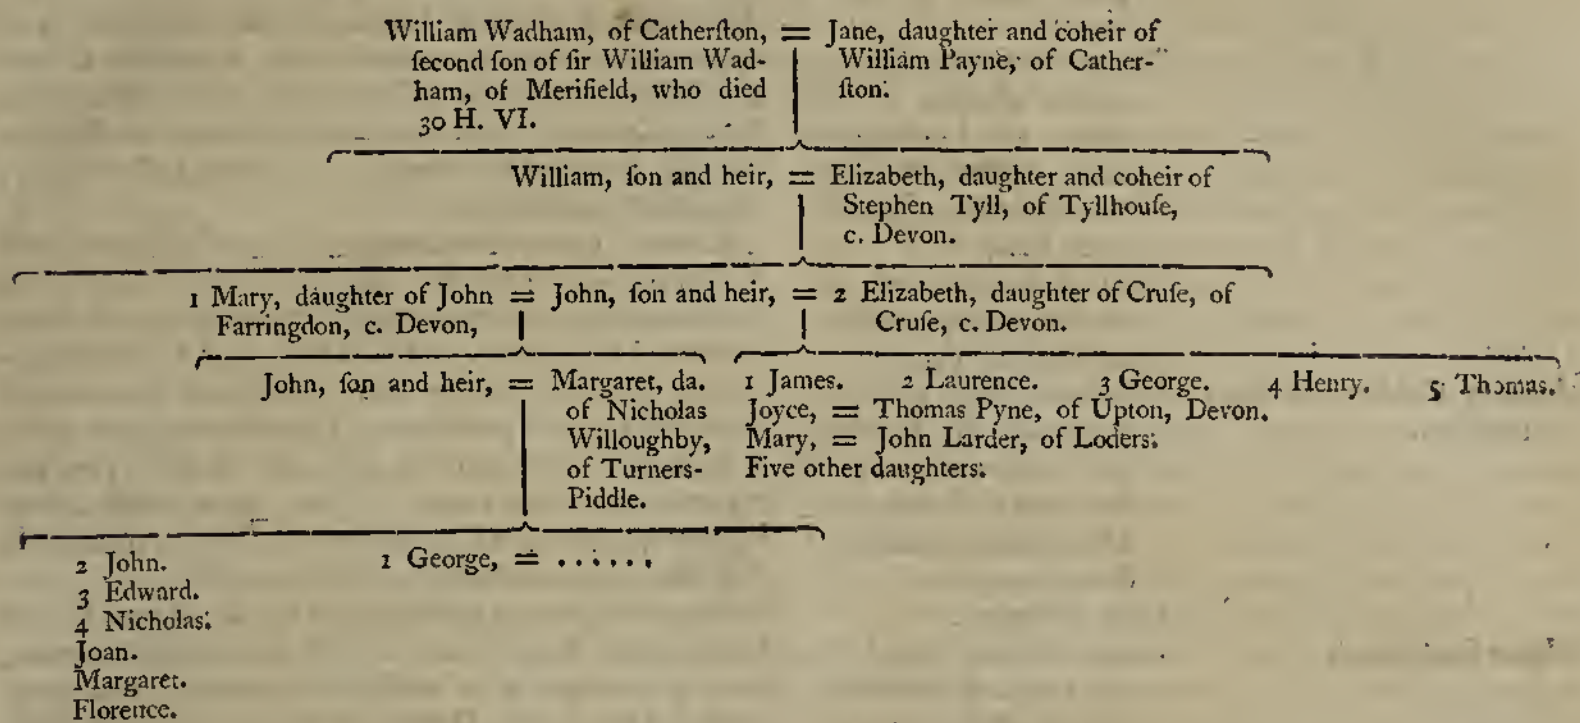 William Wadham, of Catherſton, = Jane, daughter and coheir of
ſecond ſon of ſir William Wad- William Payne, of Cather-
ham, of Merifield, who died ſton.
30 H. VI.
William, ſon and heir, = Elizabeth, daughter and coheir of
Stephen Tyll, of Tyllhouſe,
c. Devon.
1 Mary, daughter of John = John, ſon and heir, = 2 Elizabeth, daughter of Cruſe, of
Farringdon, c. Devon, Cruſe, c. Devon.
John, ſon and heir, = Margaret, da. 1 James. 2 Laurence. 3 George. 4 Henry. 5 Thomas.
of Nicholas Joyce, = Thomas Pyne, of Upton, Devon.
Willoughby, Mary, = John Larder, of Loders.
of Turners- Five other daughters.
Piddle.
2 John. 1 George, = ......
3 Edward.
4 Nicholas.
Joan.
Margaret.
Florence.